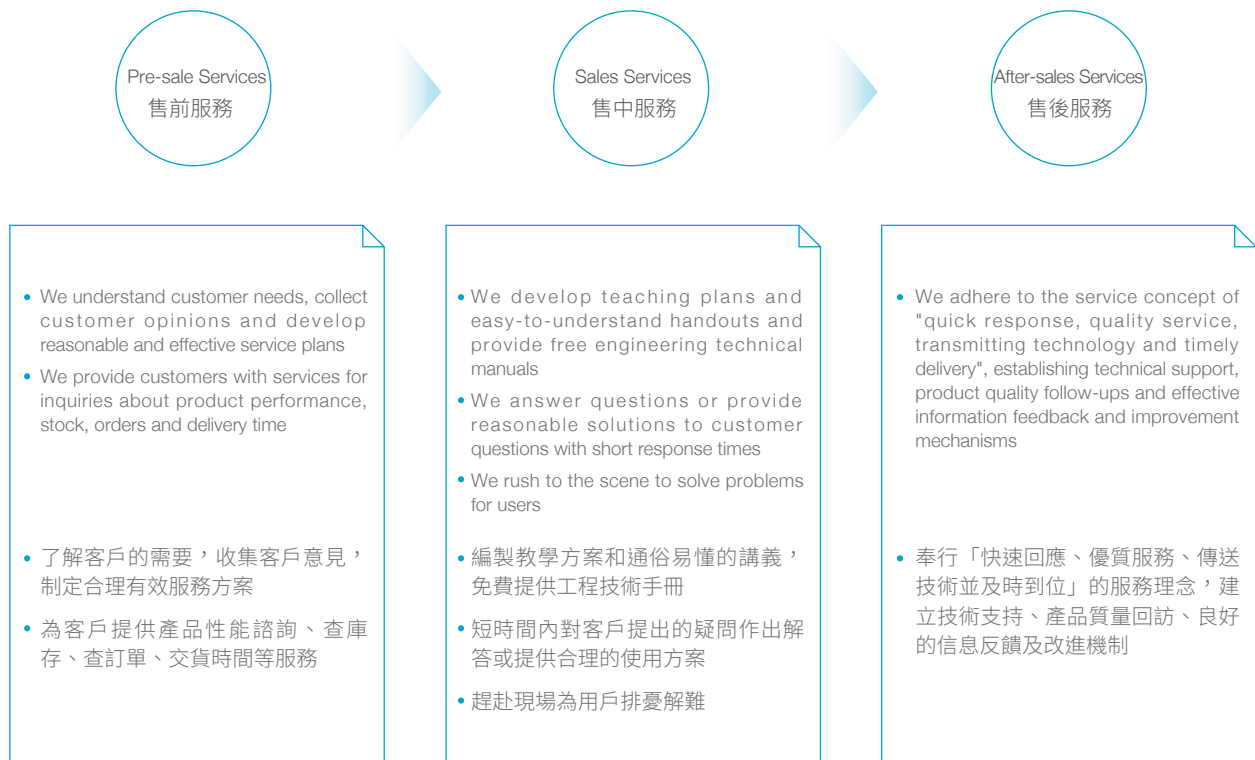 Pre-sale Services
售前服務
Sales Services
售中服務
After-sales Services
售後服務
• We understand customer needs, collect
customer opinions and develop
reasonable and effective service plans
• We provide customers with services for
inquiries about product performance,
stock, orders and delivery time
• 了解客戶的需要，收集客戶意見，
制定合理有效服務方案
• 為客戶提供產品性能諮詢、查庫
存、查訂單、交貨時間等服務
• We develop teaching plans and
easy-to-understand handouts and
provide free engineering technical
manuals
• We answer questions or provide
reasonable solutions to customer
questions with short response times
• We rush to the scene to solve problems
for users
• 編製教學方案和通俗易懂的講義，
免費提供工程技術手冊
• 短時間內對客戶提出的疑問作出解
答或提供合理的使用方案
• 趕赴現場為用戶排憂解難
• We adhere to the service concept of
"quick response, quality service,
transmitting technology and timely
delivery", establishing technical support,
product quality follow-ups and effective
information feedback and improvement
mechanisms
• 奉行「快速回應、優質服務、傳送
技術並及時到位」的服務理念，建
立技術支持、產品質量回訪、良好
的信息反饋及改進機制